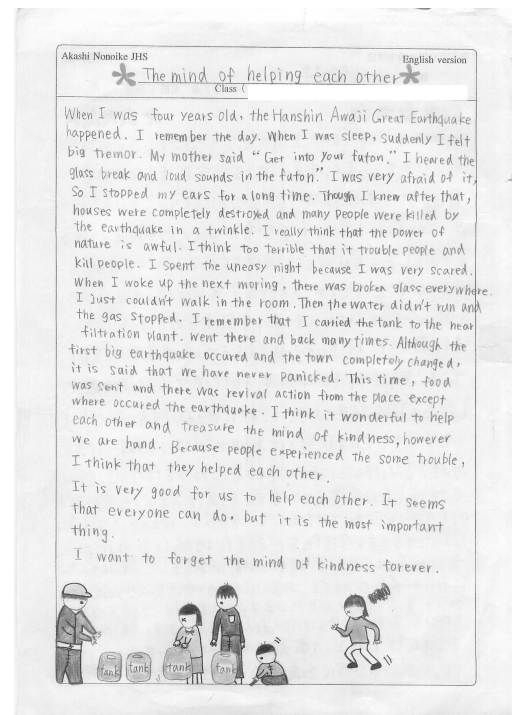 Akashi Nonoike JHS
English version
The mind of helping each other
Class (
When I was four years old, the Hanshin Awaji Great Earthquake
happened. I remember the day. When I was sleep, suddenly I felt
big tremor. My mother said "Get into your futon." I heared the
glass break and loud sounds in the futon." I was very afraid of it,
So I stopped my ears for a long time. Though I knew after that,
houses were completely destroyed and many people were killed by
the earthquake in a twinkle. I really think that the power of
nature is awful. I think too terrible that it trouble people and
kill people. I spent the uneasy night because I was very scared.
When I woke up the next moring, there was broken glass everywhere.
I just couldn't walk in the room. Then the water didn't run and
the gas stopped. I remember that I carried the tank to the near
filtration plant. went there and back many times. Although the
first big earthquake occured and the town completely changed,
it is said that we have never panicked. This time, food
was sent und there was revival action from the place except
where occured the earthquake. I think it wonderful to help
each other and treasure the mind of kindness, however
we are hand. Because people experienced the some trouble,
I think that they helped each other.
It is very good for us to help each other. It seems
that everyone can do, but it is the most important
thing.
I want to forget the mind of kindness forever.
tank
tank
tank
tank